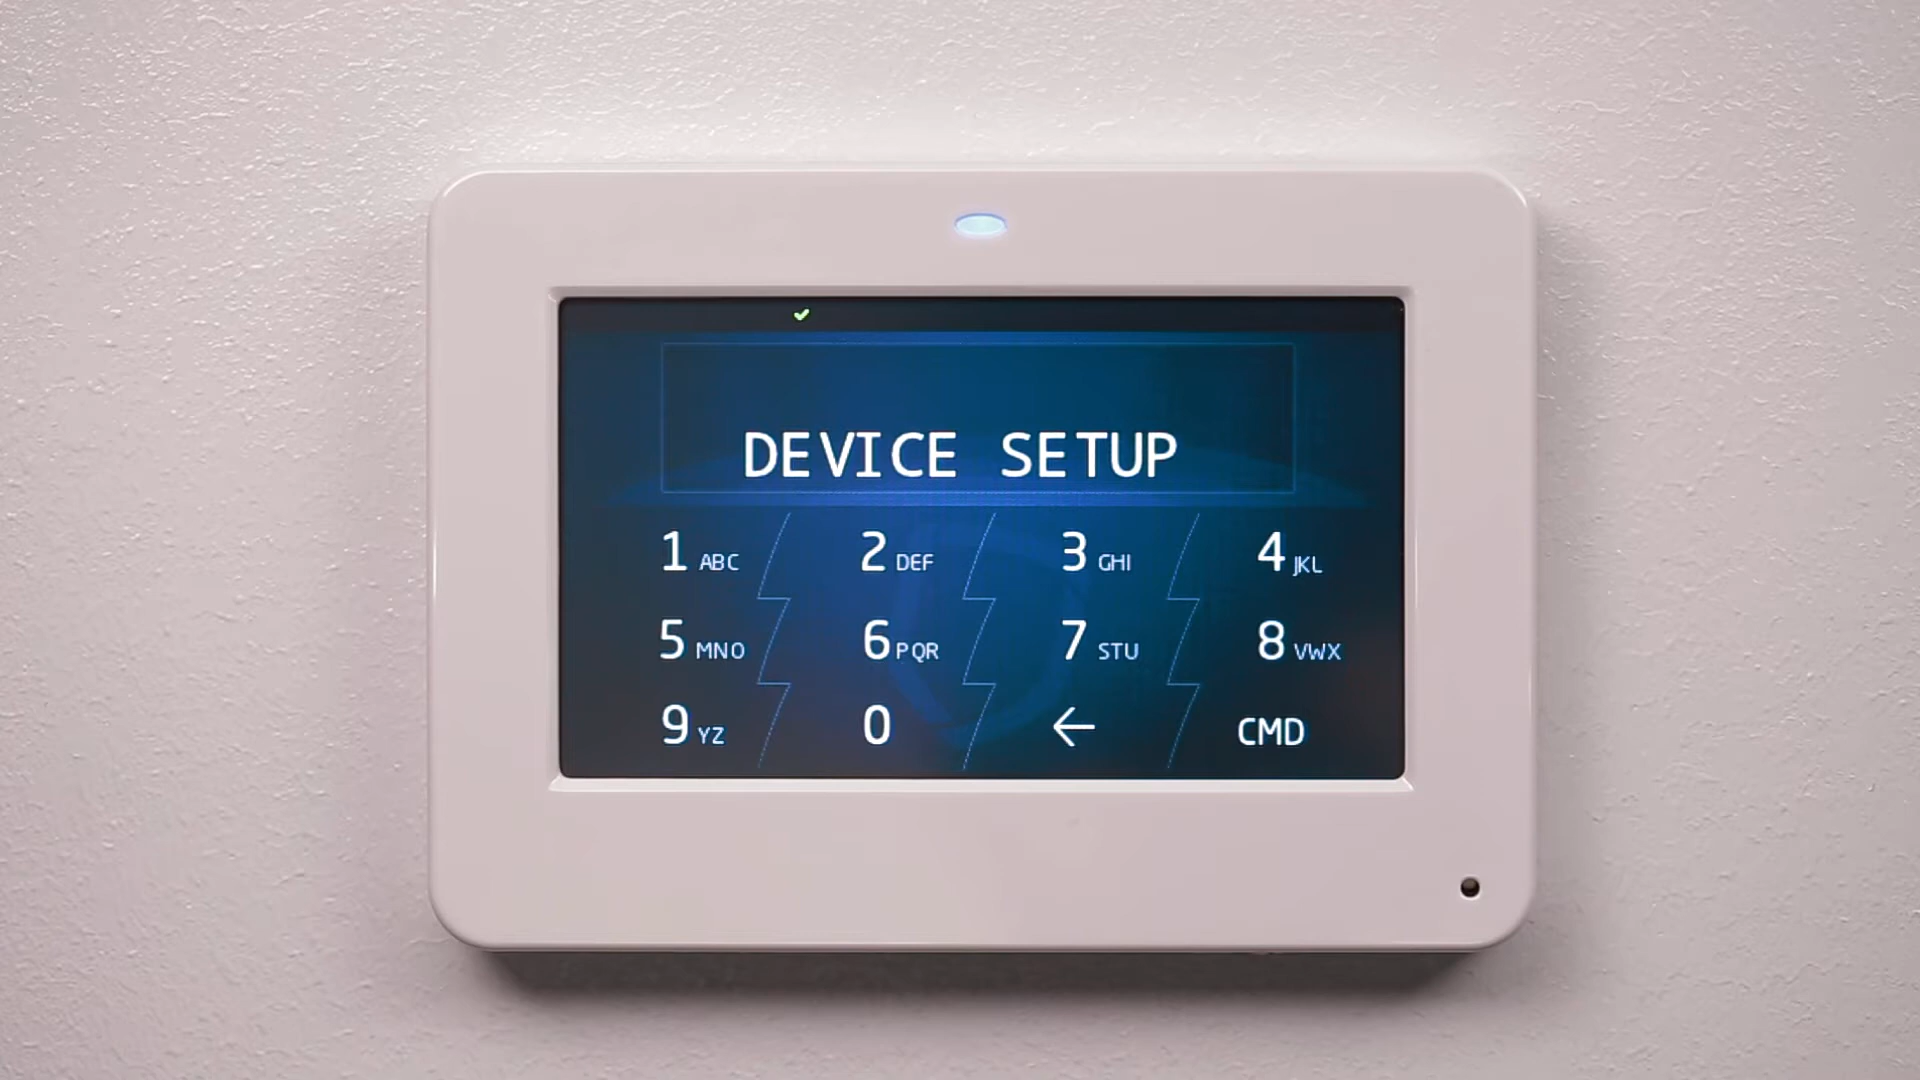 DEVICE SETUP
1 ABC 2 DEF 3 GHI 4 JKL
5 MNO 6 PQR 7 STU 8 VWX
9 YZ 0 ← CMD